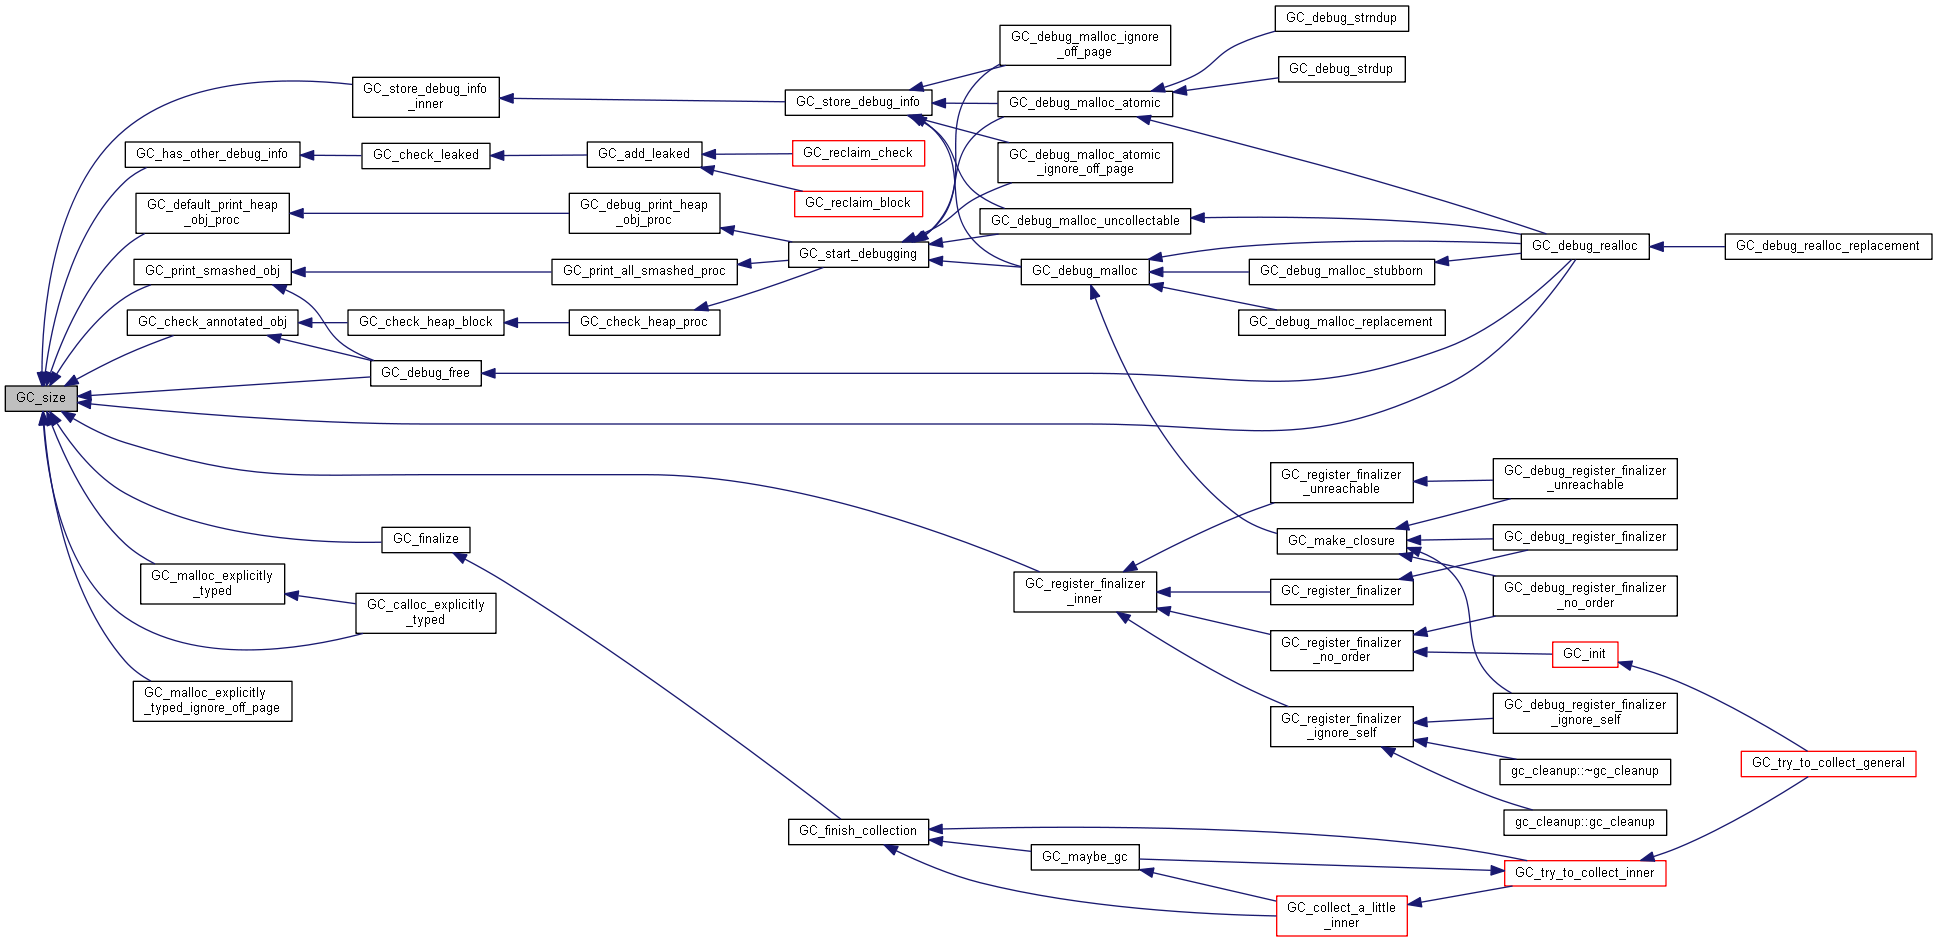 GC_debug_strndup
GC_debug_malloc_ignore
_off_page
GC_debug_strdup
GC_store_debug_info
_inner
GC_store_debug_info
GC_debug_malloc_atomic
GC_has_other_debug_info
GC_check_leaked
GC_add_leaked
GC_reclaim_check
GC_debug_malloc_atomic
_ignore_off_page
GC_reclaim_block
GC_default_print_heap
_obj_proc
GC_debug_print_heap
_obj_proc
GC_debug_malloc_uncollectable
GC_start_debugging
GC_debug_realloc
GC_debug_realloc_replacement
GC_print_smashed_obj
GC_print_all_smashed_proc
GC_debug_malloc
GC_debug_malloc_stubborn
GC_check_annotated_obj
GC_check_heap_block
GC_check_heap_proc
GC_debug_malloc_replacement
GC_debug_free
GC_size
GC_register_finalizer
_unreachable
GC_debug_register_finalizer
_unreachable
GC_finalize
GC_make_closure
GC_debug_register_finalizer
GC_malloc_explicitly
_typed
GC_register_finalizer
_inner
GC_register_finalizer
GC_debug_register_finalizer
_no_order
GC_calloc_explicitly
_typed
GC_register_finalizer
_no_order
GC_init
GC_malloc_explicitly
_typed_ignore_off_page
GC_register_finalizer
_ignore_self
GC_debug_register_finalizer
_ignore_self
gc_cleanup::~gc_cleanup
GC_try_to_collect_general
gc_cleanup::gc_cleanup
GC_finish_collection
GC_maybe_gc
GC_try_to_collect_inner
GC_collect_a_little
_inner